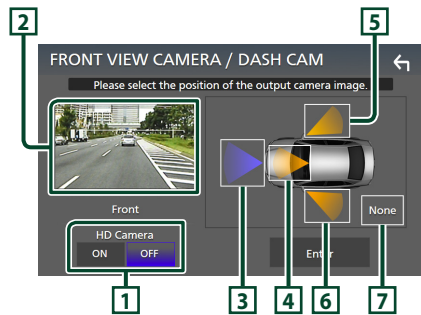 2
5
FRONT VIEW CAMERA / DASH CAM
Please select the position of the output camera image.
Front
None
HD Camera
ON OFF
Enter
1
3
4
6
7